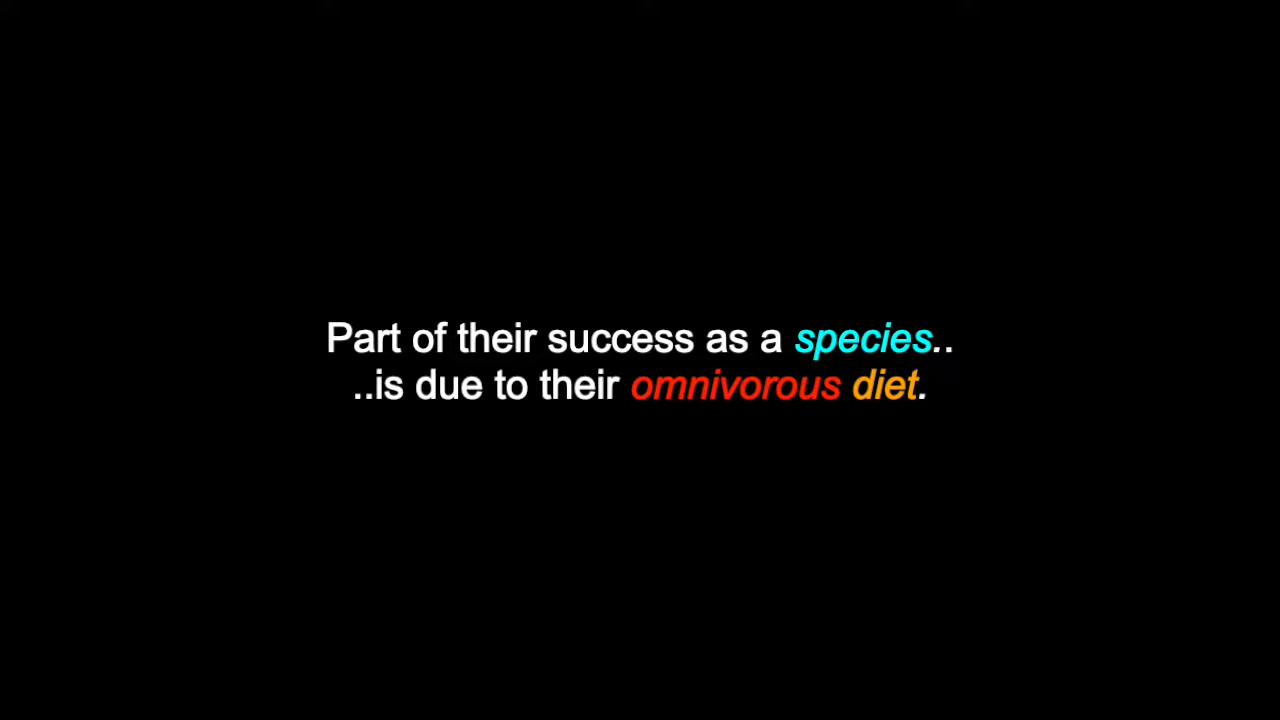 Part of their success as a species..
..is due to their omnivorous diet.